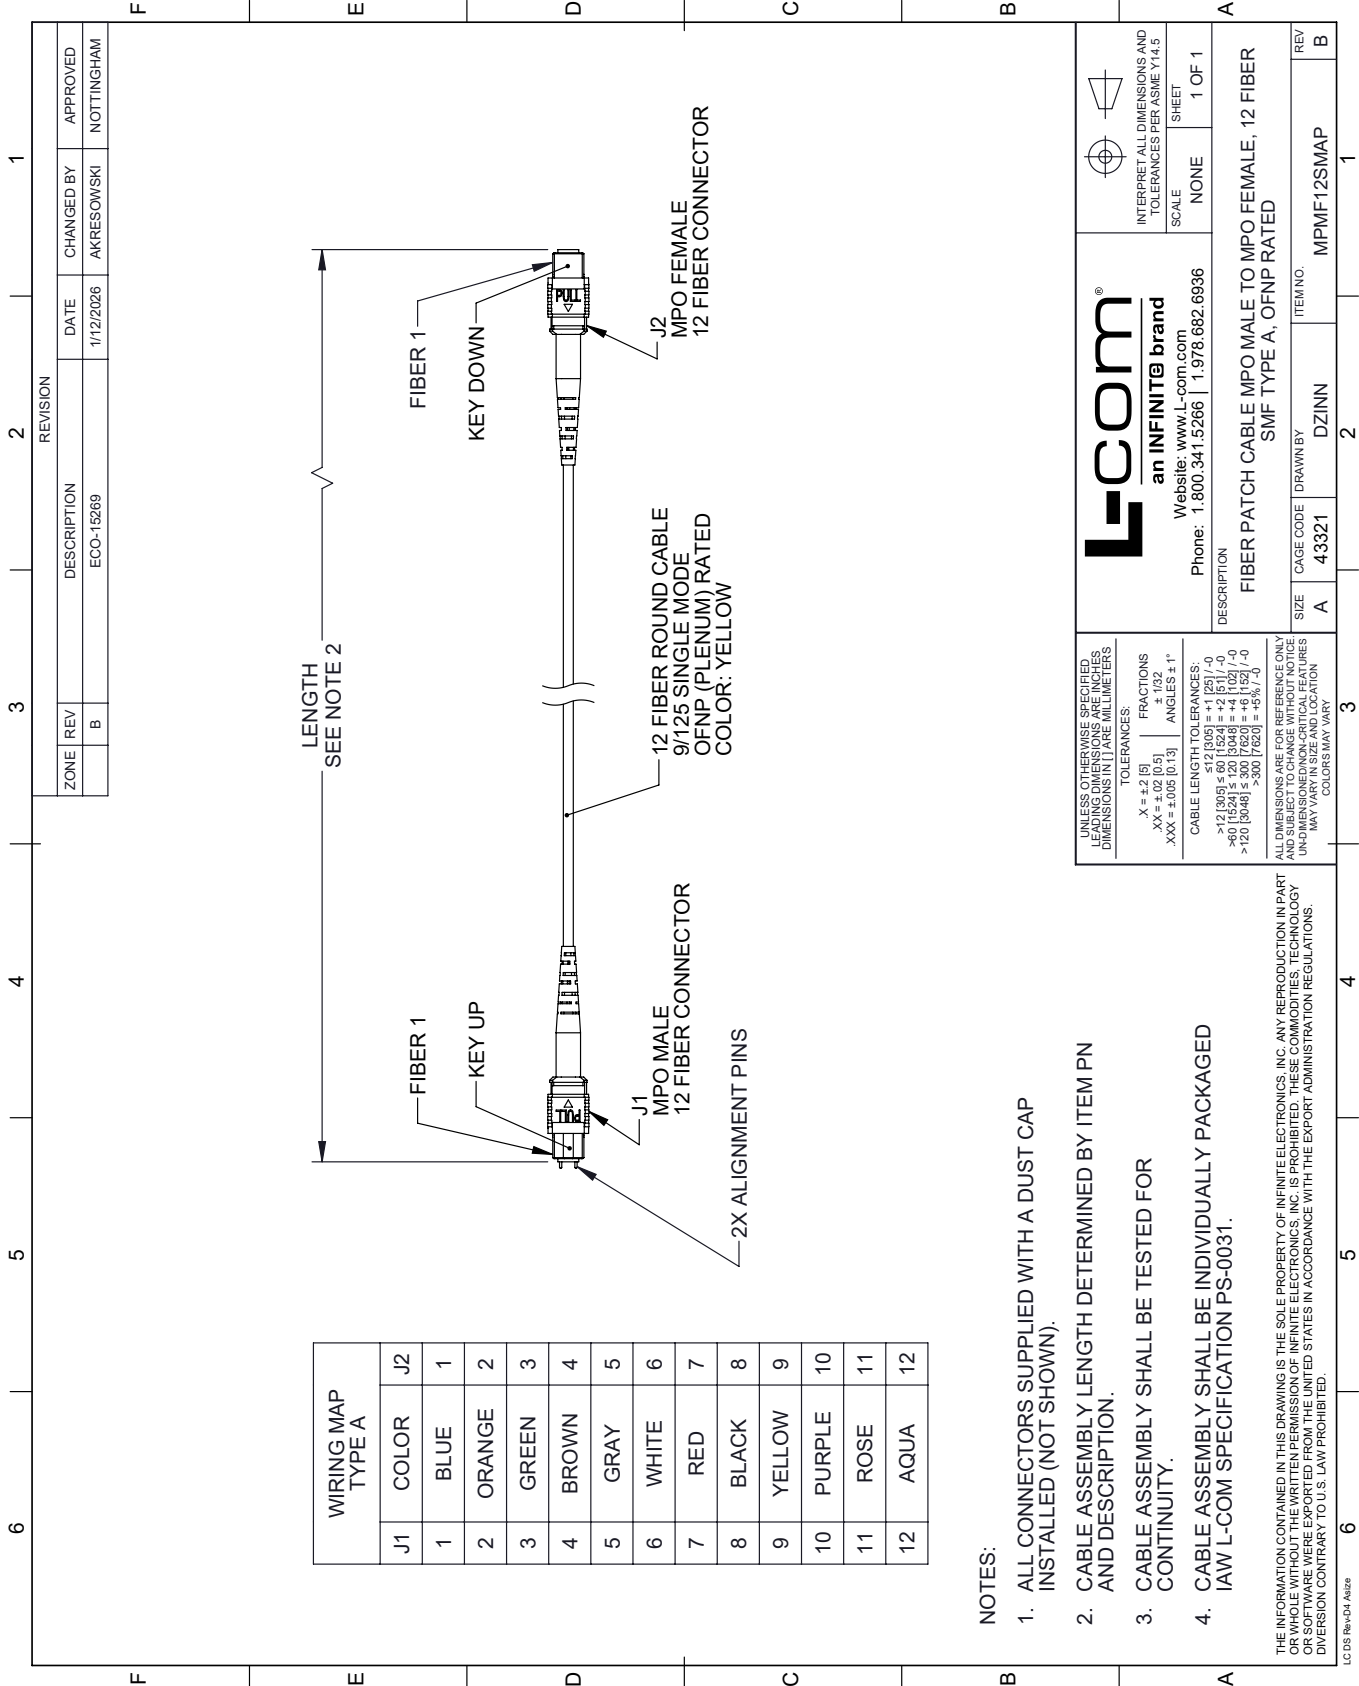 6
5
4
3
2
1
F
E
D
C
B
A
REVISION
ZONE REV DESCRIPTION DATE CHANGED BY APPROVED
B ECO-15269 1/12/2026 AKRESOWSKI NOTTINGHAM
WIRING MAP
TYPE A
J1 COLOR J2
1 BLUE 1
2 ORANGE 2
3 GREEN 3
4 BROWN 4
5 GRAY 5
6 WHITE 6
7 RED 7
8 BLACK 8
9 YELLOW 9
10 PURPLE 10
11 ROSE 11
12 AQUA 12
LENGTH
SEE NOTE 2
FIBER 1
KEY UP
PULL
J1
MPO MALE
12 FIBER CONNECTOR
2X ALIGNMENT PINS
12 FIBER ROUND CABLE
9/125 SINGLE MODE
OFNP (PLENUM) RATED
COLOR: YELLOW
FIBER 1
KEY DOWN
PULL
J2
MPO FEMALE
12 FIBER CONNECTOR
NOTES:
1. ALL CONNECTORS SUPPLIED WITH A DUST CAP
INSTALLED (NOT SHOWN).
2. CABLE ASSEMBLY LENGTH DETERMINED BY ITEM PN
AND DESCRIPTION.
3. CABLE ASSEMBLY SHALL BE TESTED FOR
CONTINUITY.
4. CABLE ASSEMBLY SHALL BE INDIVIDUALLY PACKAGED
IAW L-COM SPECIFICATION PS-0031.
THE INFORMATION CONTAINED IN THIS DRAWING IS THE SOLE PROPERTY OF INFINITE ELECTRONICS, INC. ANY REPRODUCTION IN PART
OR WHOLE WITHOUT THE WRITTEN PERMISSION OF INFINITE ELECTRONICS, INC. IS PROHIBITED. THESE COMMODITIES, TECHNOLOGY
OR SOFTWARE WERE EXPORTED FROM THE UNITED STATES IN ACCORDANCE WITH THE EXPORT ADMINISTRATION REGULATIONS.
DIVERSION CONTRARY TO U.S. LAW PROHIBITED.
UNLESS OTHERWISE SPECIFIED
LEADING DIMENSIONS ARE INCHES
DIMENSIONS IN [ ] ARE MILLIMETERS
TOLERANCES:
.X = ±.2 [5] FRACTIONS
.XX = ±.02 [0.5] ± 1/32
.XXX = ±.005 [0.13] ANGLES ± 1°
CABLE LENGTH TOLERANCES:
≤12 [305] = +1 [25] / -0
>12 [305] ≤ 60 [1524] = +2 [51] / -0
>60 [1524] ≤ 120 [3048] = +4 [102] / -0
>120 [3048] ≤ 300 [7620] = +6 [152] / -0
>300 [7620] = +5% / -0
ALL DIMENSIONS ARE FOR REFERENCE ONLY
AND SUBJECT TO CHANGE WITHOUT NOTICE.
UN-DIMENSIONED/NON-CRITICAL FEATURES
MAY VARY IN SIZE AND LOCATION
COLORS MAY VARY
L-com®
an INFINIT@ brand
Website: www.L-com.com
Phone: 1.800.341.5266 | 1.978.682.6936
INTERPRET ALL DIMENSIONS AND
TOLERANCES PER ASME Y14.5
SCALE SHEET
NONE 1 OF 1
DESCRIPTION
FIBER PATCH CABLE MPO MALE TO MPO FEMALE, 12 FIBER
SMF TYPE A, OFNP RATED
SIZE CAGE CODE DRAWN BY ITEM NO. REV
A 43321 DZINN MPMF12SMAP B
F
E
D
C
B
A
LC DS Rev-D4 Asize
6
5
4
3
2
1